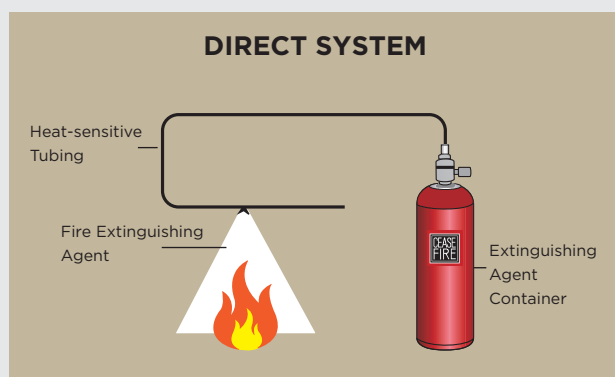 DIRECT SYSTEM
Heat-sensitive
Tubing
Fire Extinguishing
Agent
CEASE
FIRE
Extinguishing
Agent
Container